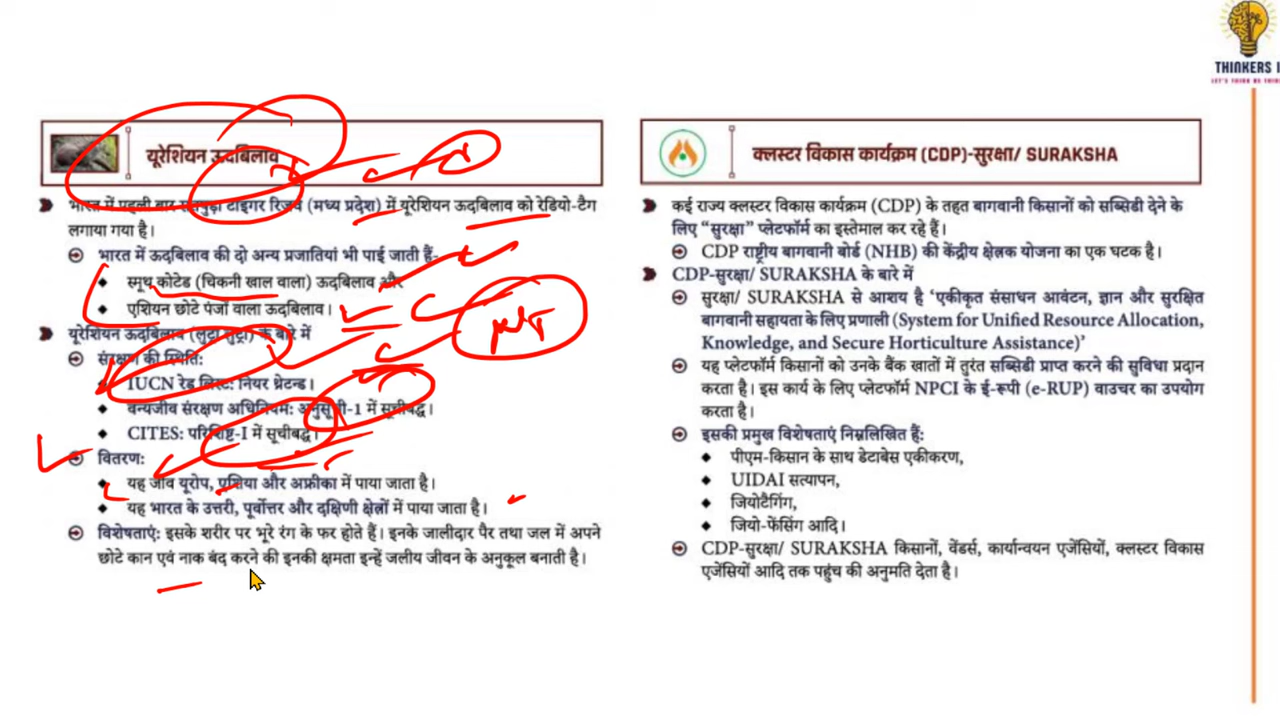 THINKERS I
LET'S THINK BE THIN
यूरेशियन ऊदबिलाव
भारत में पहली बार सतपुड़ा टाइगर रिजर्व (मध्य प्रदेश) में यूरेशियन ऊदबिलाव को रेडियो-टैग
लगाया गया है।
भारत में ऊदबिलाव की दो अन्य प्रजातियां भी पाई जाती हैं-
स्मूथ कोटेड (चिकनी खाल वाला) ऊदबिलाव और
एशियन छोटे पंजों वाला ऊदबिलाव।
यूरेशियन ऊदबिलाव (लुट्रा लुट्रा) के बारे में
संरक्षण की स्थिति:
IUCN रेड लिस्ट: नियर थ्रेटन्ड।
वन्यजीव संरक्षण अधिनियम: अनुसूची-1 में सूचीबद्ध।
CITES: परिशिष्ट-I में सूचीबद्ध।
वितरण:
यह जीव यूरोप, एशिया और अफ्रीका में पाया जाता है।
यह भारत के उत्तरी, पूर्वोत्तर और दक्षिणी क्षेत्रों में पाया जाता है।
विशेषताएं: इसके शरीर पर भूरे रंग के फर होते हैं। इनके जालीदार पैर तथा जल में अपने
छोटे कान एवं नाक बंद करने की इनकी क्षमता इन्हें जलीय जीवन के अनुकूल बनाती है।
क्लस्टर विकास कार्यक्रम (CDP)-सुरक्षा/ SURAKSHA
कई राज्य क्लस्टर विकास कार्यक्रम (CDP) के तहत बागवानी किसानों को सब्सिडी देने के
लिए “सुरक्षा” प्लेटफॉर्म का इस्तेमाल कर रहे हैं।
CDP राष्ट्रीय बागवानी बोर्ड (NHB) की केंद्रीय क्षेत्रक योजना का एक घटक है।
CDP-सुरक्षा/ SURAKSHA के बारे में
सुरक्षा/ SURAKSHA से आशय है ‘एकीकृत संसाधन आवंटन, ज्ञान और सुरक्षित
बागवानी सहायता के लिए प्रणाली (System for Unified Resource Allocation,
Knowledge, and Secure Horticulture Assistance)’
यह प्लेटफॉर्म किसानों को उनके बैंक खातों में तुरंत सब्सिडी प्राप्त करने की सुविधा प्रदान
करता है। इस कार्य के लिए प्लेटफॉर्म NPCI के ई-रूपी (e-RUP) वाउचर का उपयोग
करता है।
इसकी प्रमुख विशेषताएं निम्नलिखित हैं:
पीएम-किसान के साथ डेटाबेस एकीकरण,
UIDAI सत्यापन,
जियोटैगिंग,
जियो-फेंसिंग आदि।
CDP-सुरक्षा/ SURAKSHA किसानों, वेंडर्स, कार्यान्वयन एजेंसियों, क्लस्टर विकास
एजेंसियों आदि तक पहुंच की अनुमति देता है।